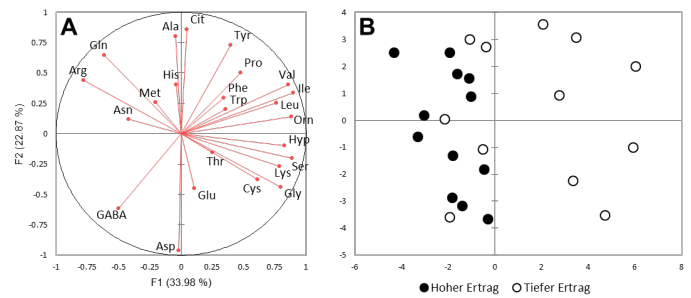 A
B
Ala
Cit
Tyr
Gln
Pro
Arg
His
Val
Ile
Met
Phe
Leu
Trp
Asn
Orn
Hyp
Thr
Ser
Lys
Cys
Gly
Glu
GABA
Asp
1
0.75
0.5
0.25
0
-0.25
-0.5
-0.75
-1
F2 (22.87 %)
-1 -0.75 -0.5 -0.25 0 0.25 0.5 0.75 1
F1 (33.98 %)
4
3
2
1
0
-1
-2
-3
-4
-5
-6 -4 -2 0 2 4 6 8
Hoher Ertrag Tiefer Ertrag